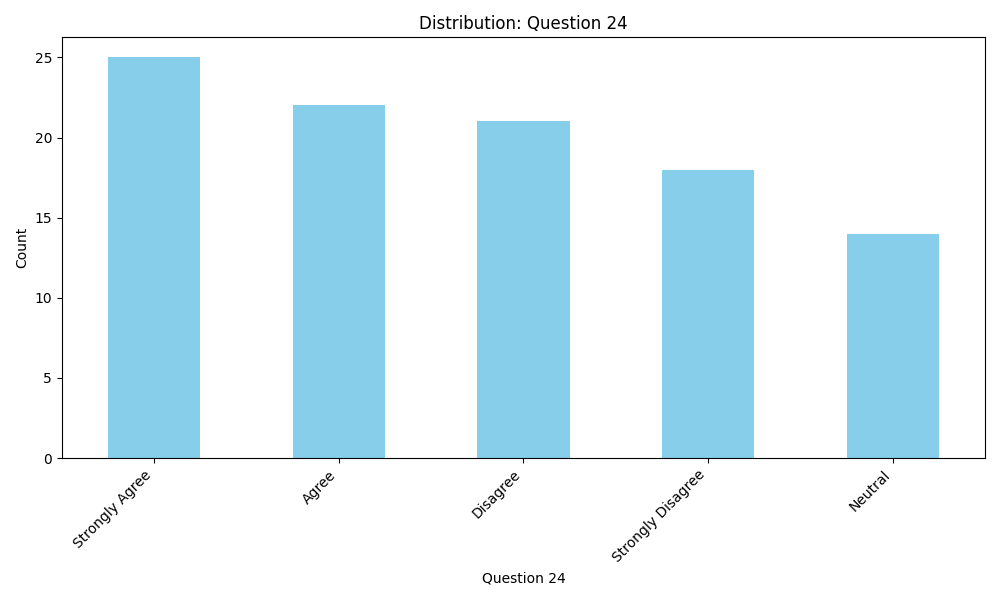 Distribution: Question 24
25
20
15
10
5
0
Count
Strongly Agree
Agree
Disagree
Strongly Disagree
Neutral
Question 24